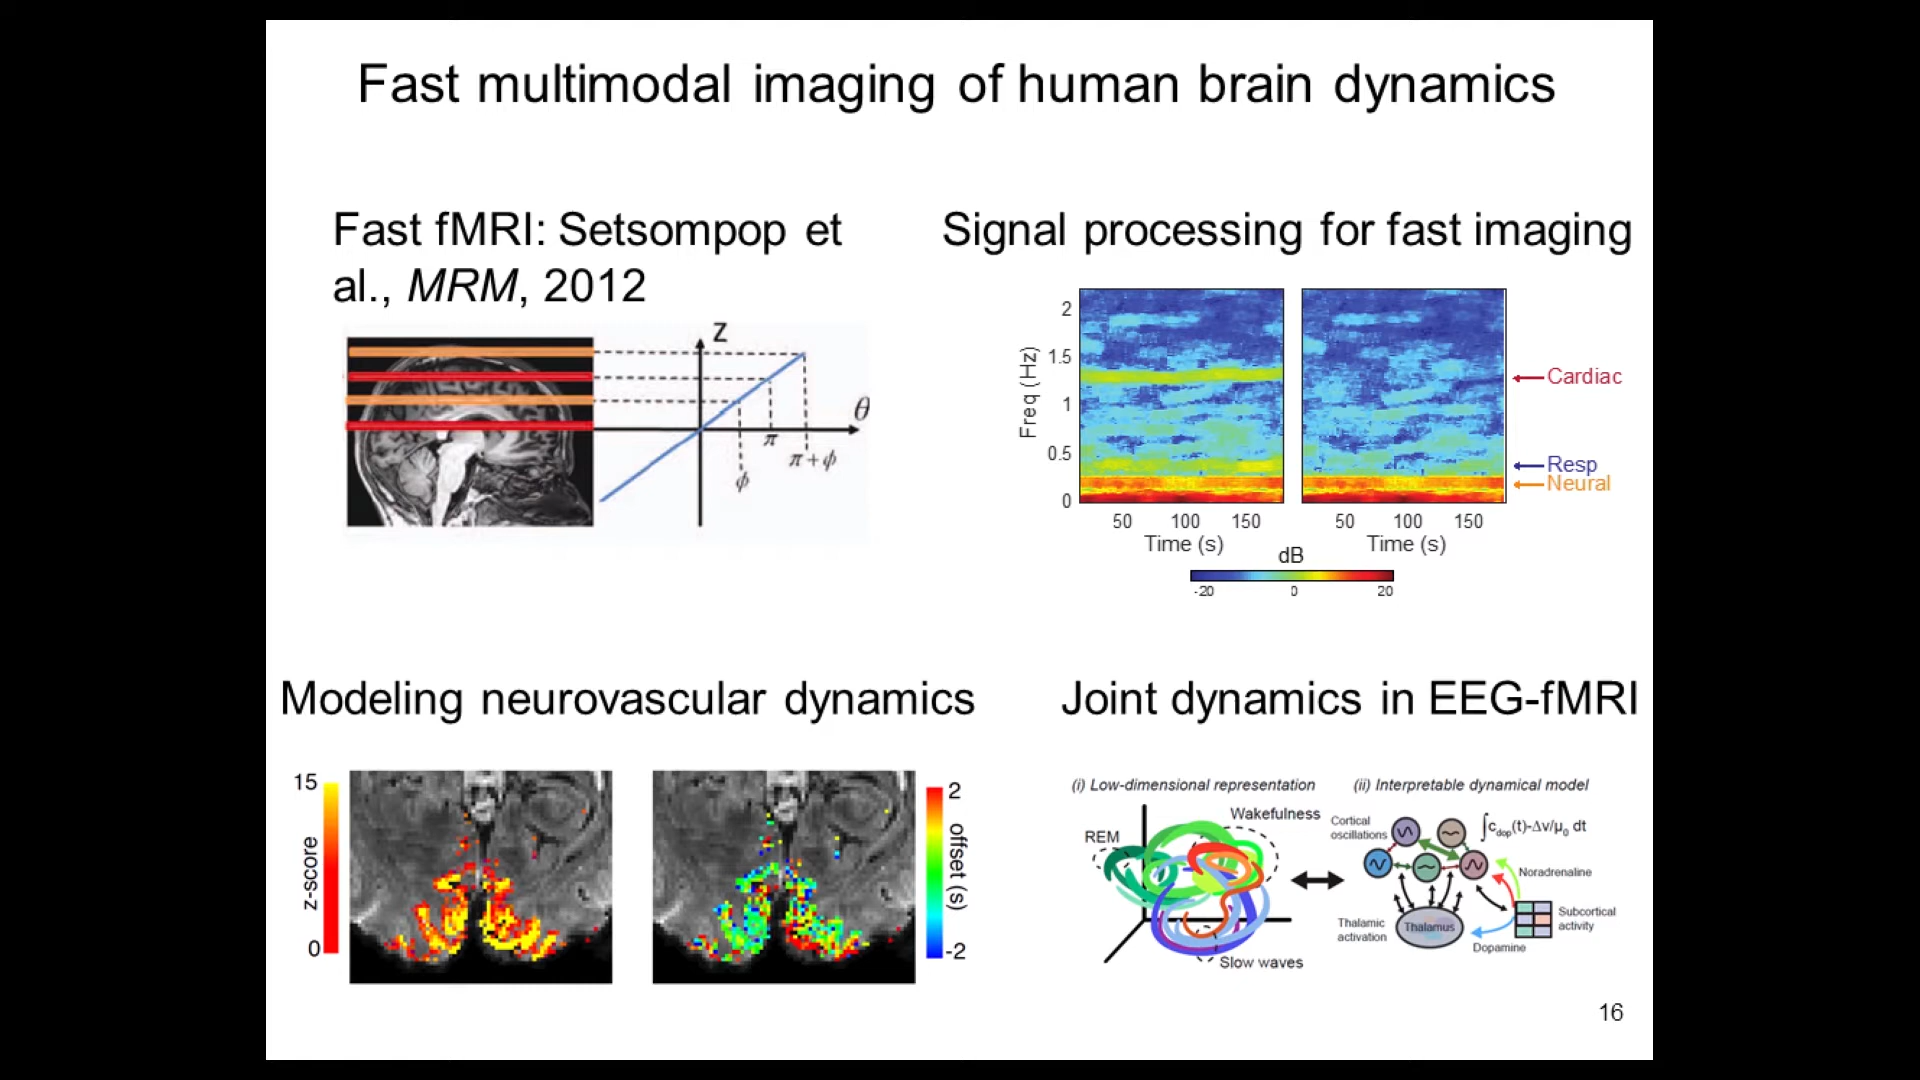 Fast multimodal imaging of human brain dynamics
Fast fMRI: Setsompop et
al., MRM, 2012
z
θ
π
π+ϕ
ϕ
Signal processing for fast imaging
Freq (Hz)
2
1.5
1
0.5
0
50 100 150
Time (s)
50 100 150
Time (s)
Cardiac
Resp
Neural
dB
-20 0 20
Modeling neurovascular dynamics
15
z-score
0
2
offset (s)
-2
Joint dynamics in EEG-fMRI
(i) Low-dimensional representation
Wakefulness
REM
Slow waves
(ii) Interpretable dynamical model
Cortical
oscillations
∫c_dop(t)-Δv/μ_0 dt
Noradrenaline
Thalamic
activation
Thalamus
Subcortical
activity
Dopamine
16